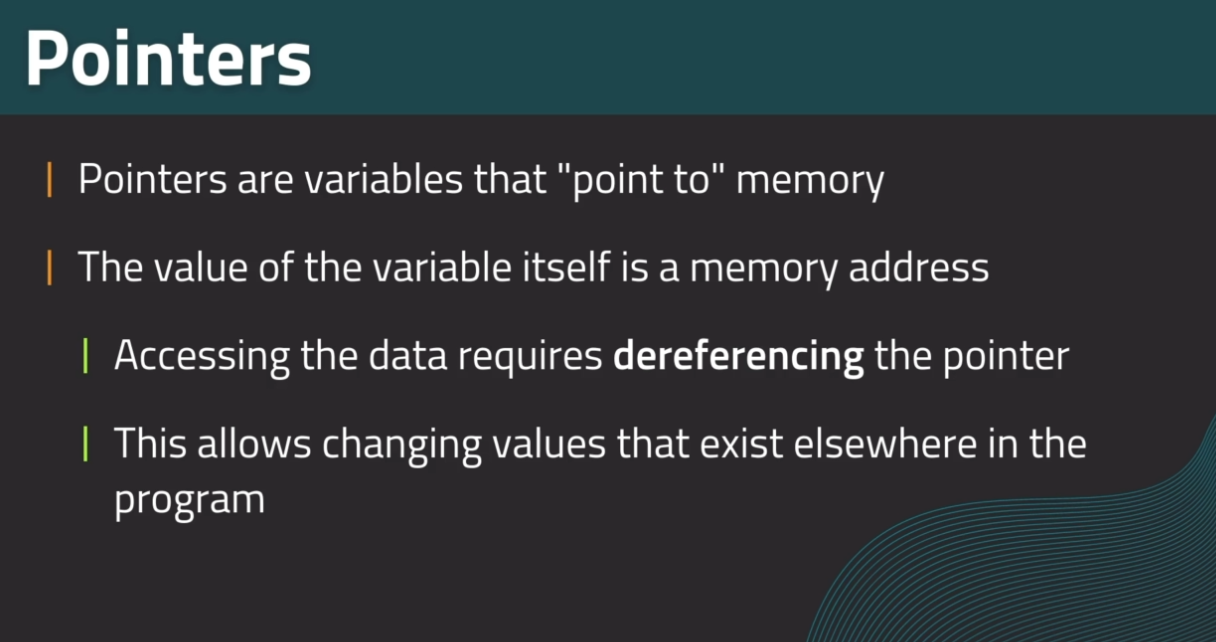 Pointers
Pointers are variables that "point to" memory
The value of the variable itself is a memory address
Accessing the data requires dereferencing the pointer
This allows changing values that exist elsewhere in the
program